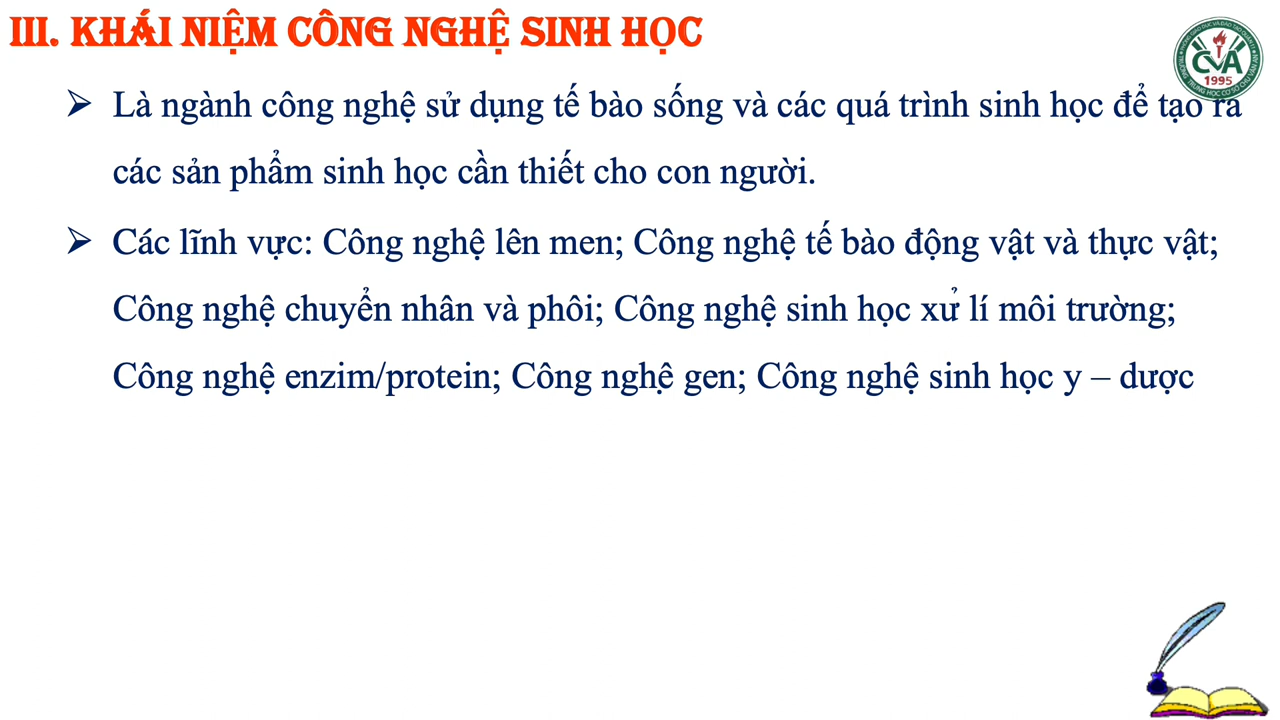 III. KHÁI NIỆM CÔNG NGHỆ SINH HỌC
CVA
1995
Là ngành công nghệ sử dụng tế bào sống và các quá trình sinh học để tạo ra
các sản phẩm sinh học cần thiết cho con người.
Các lĩnh vực: Công nghệ lên men; Công nghệ tế bào động vật và thực vật;
Công nghệ chuyển nhân và phôi; Công nghệ sinh học xử lí môi trường;
Công nghệ enzim/protein; Công nghệ gen; Công nghệ sinh học y – dược